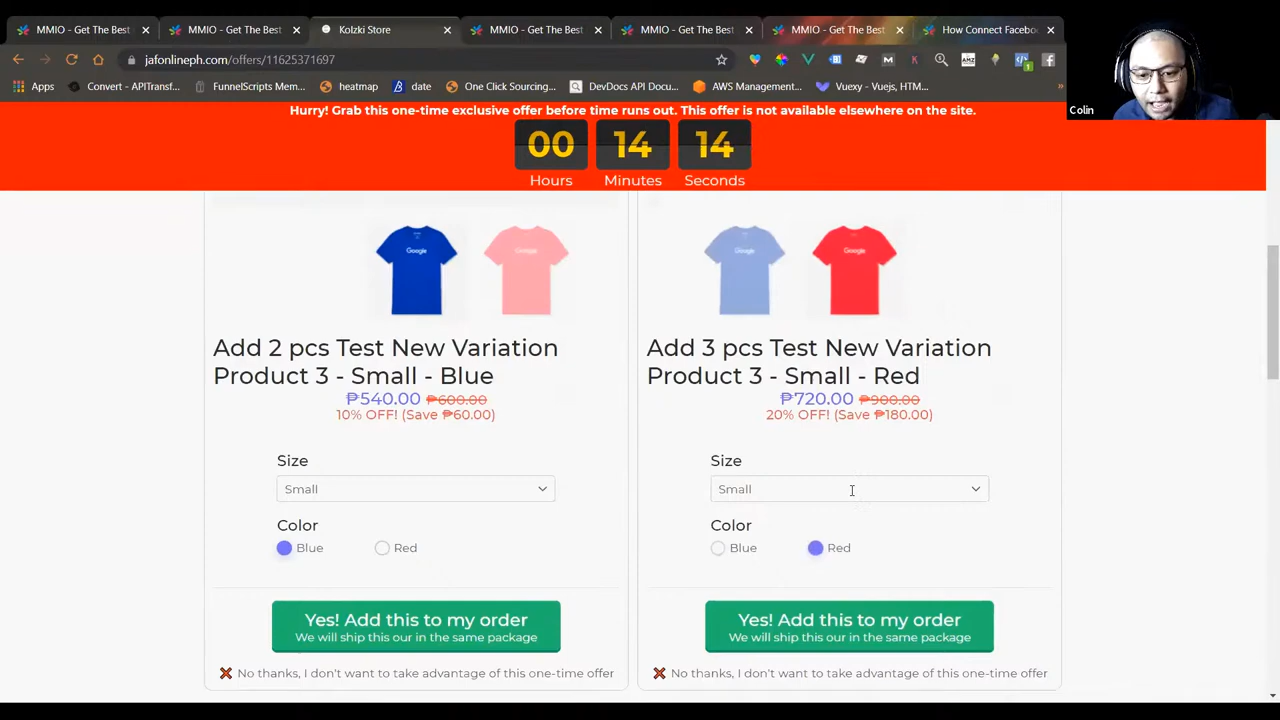 MMIO - Get The Best
MMIO - Get The Best
Kolzki Store
MMIO - Get The Best
MMIO - Get The Best
MMIO - Get The Best
How Connect Facebo
jafonlineph.com/offers/11625371697
Apps
Convert - APITransf...
FunnelScripts Mem...
heatmap
date
One Click Sourcing...
DevDocs API Docu...
AWS Management...
Vuexy - Vuejs, HTM...
»
Colin
Hurry! Grab this one-time exclusive offer before time runs out. This offer is not available elsewhere on the site.
00 14 14
Hours Minutes Seconds
Google
Google
Google
Google
Add 2 pcs Test New Variation
Product 3 - Small - Blue
₱540.00 ₱600.00
10% OFF! (Save ₱60.00)
Size
Small
Color
Blue Red
Yes! Add this to my order
We will ship this our in the same package
❌ No thanks, I don't want to take advantage of this one-time offer
Add 3 pcs Test New Variation
Product 3 - Small - Red
₱720.00 ₱900.00
20% OFF! (Save ₱180.00)
Size
Small
Color
Blue Red
Yes! Add this to my order
We will ship this our in the same package
❌ No thanks, I don't want to take advantage of this one-time offer